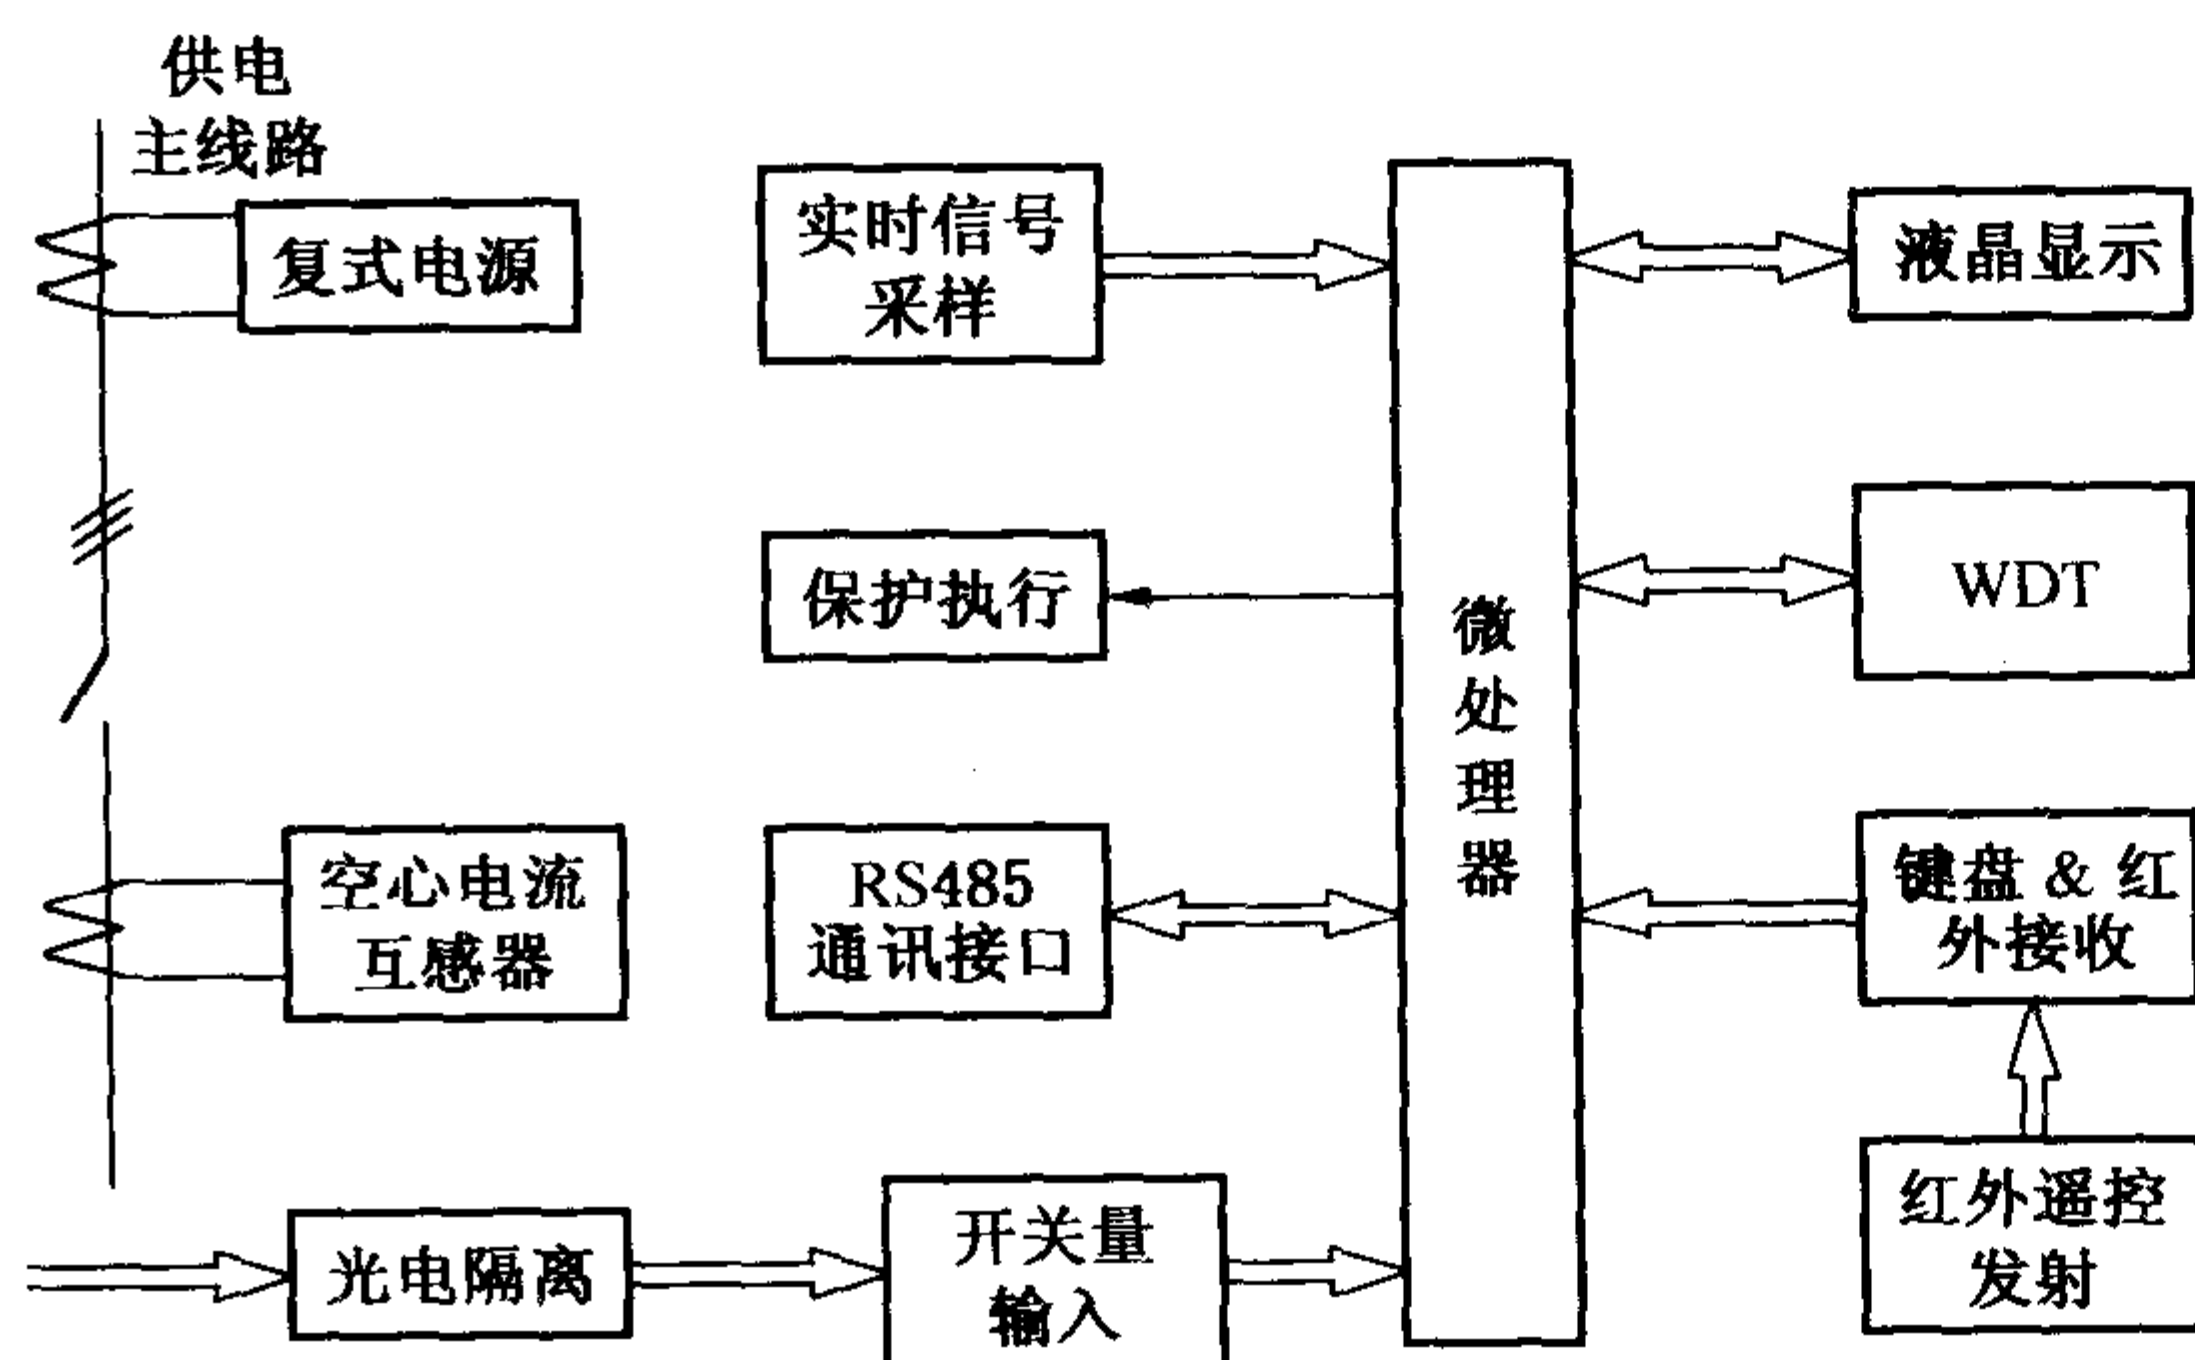 供电
主线路
复式电源
实时信号
采样
液晶显示
保护执行
WDT
微
处
理
器
空心电流
互感器
RS485
通讯接口
键盘 & 红
外接收
光电隔离
开关量
输入
红外遥控
发射